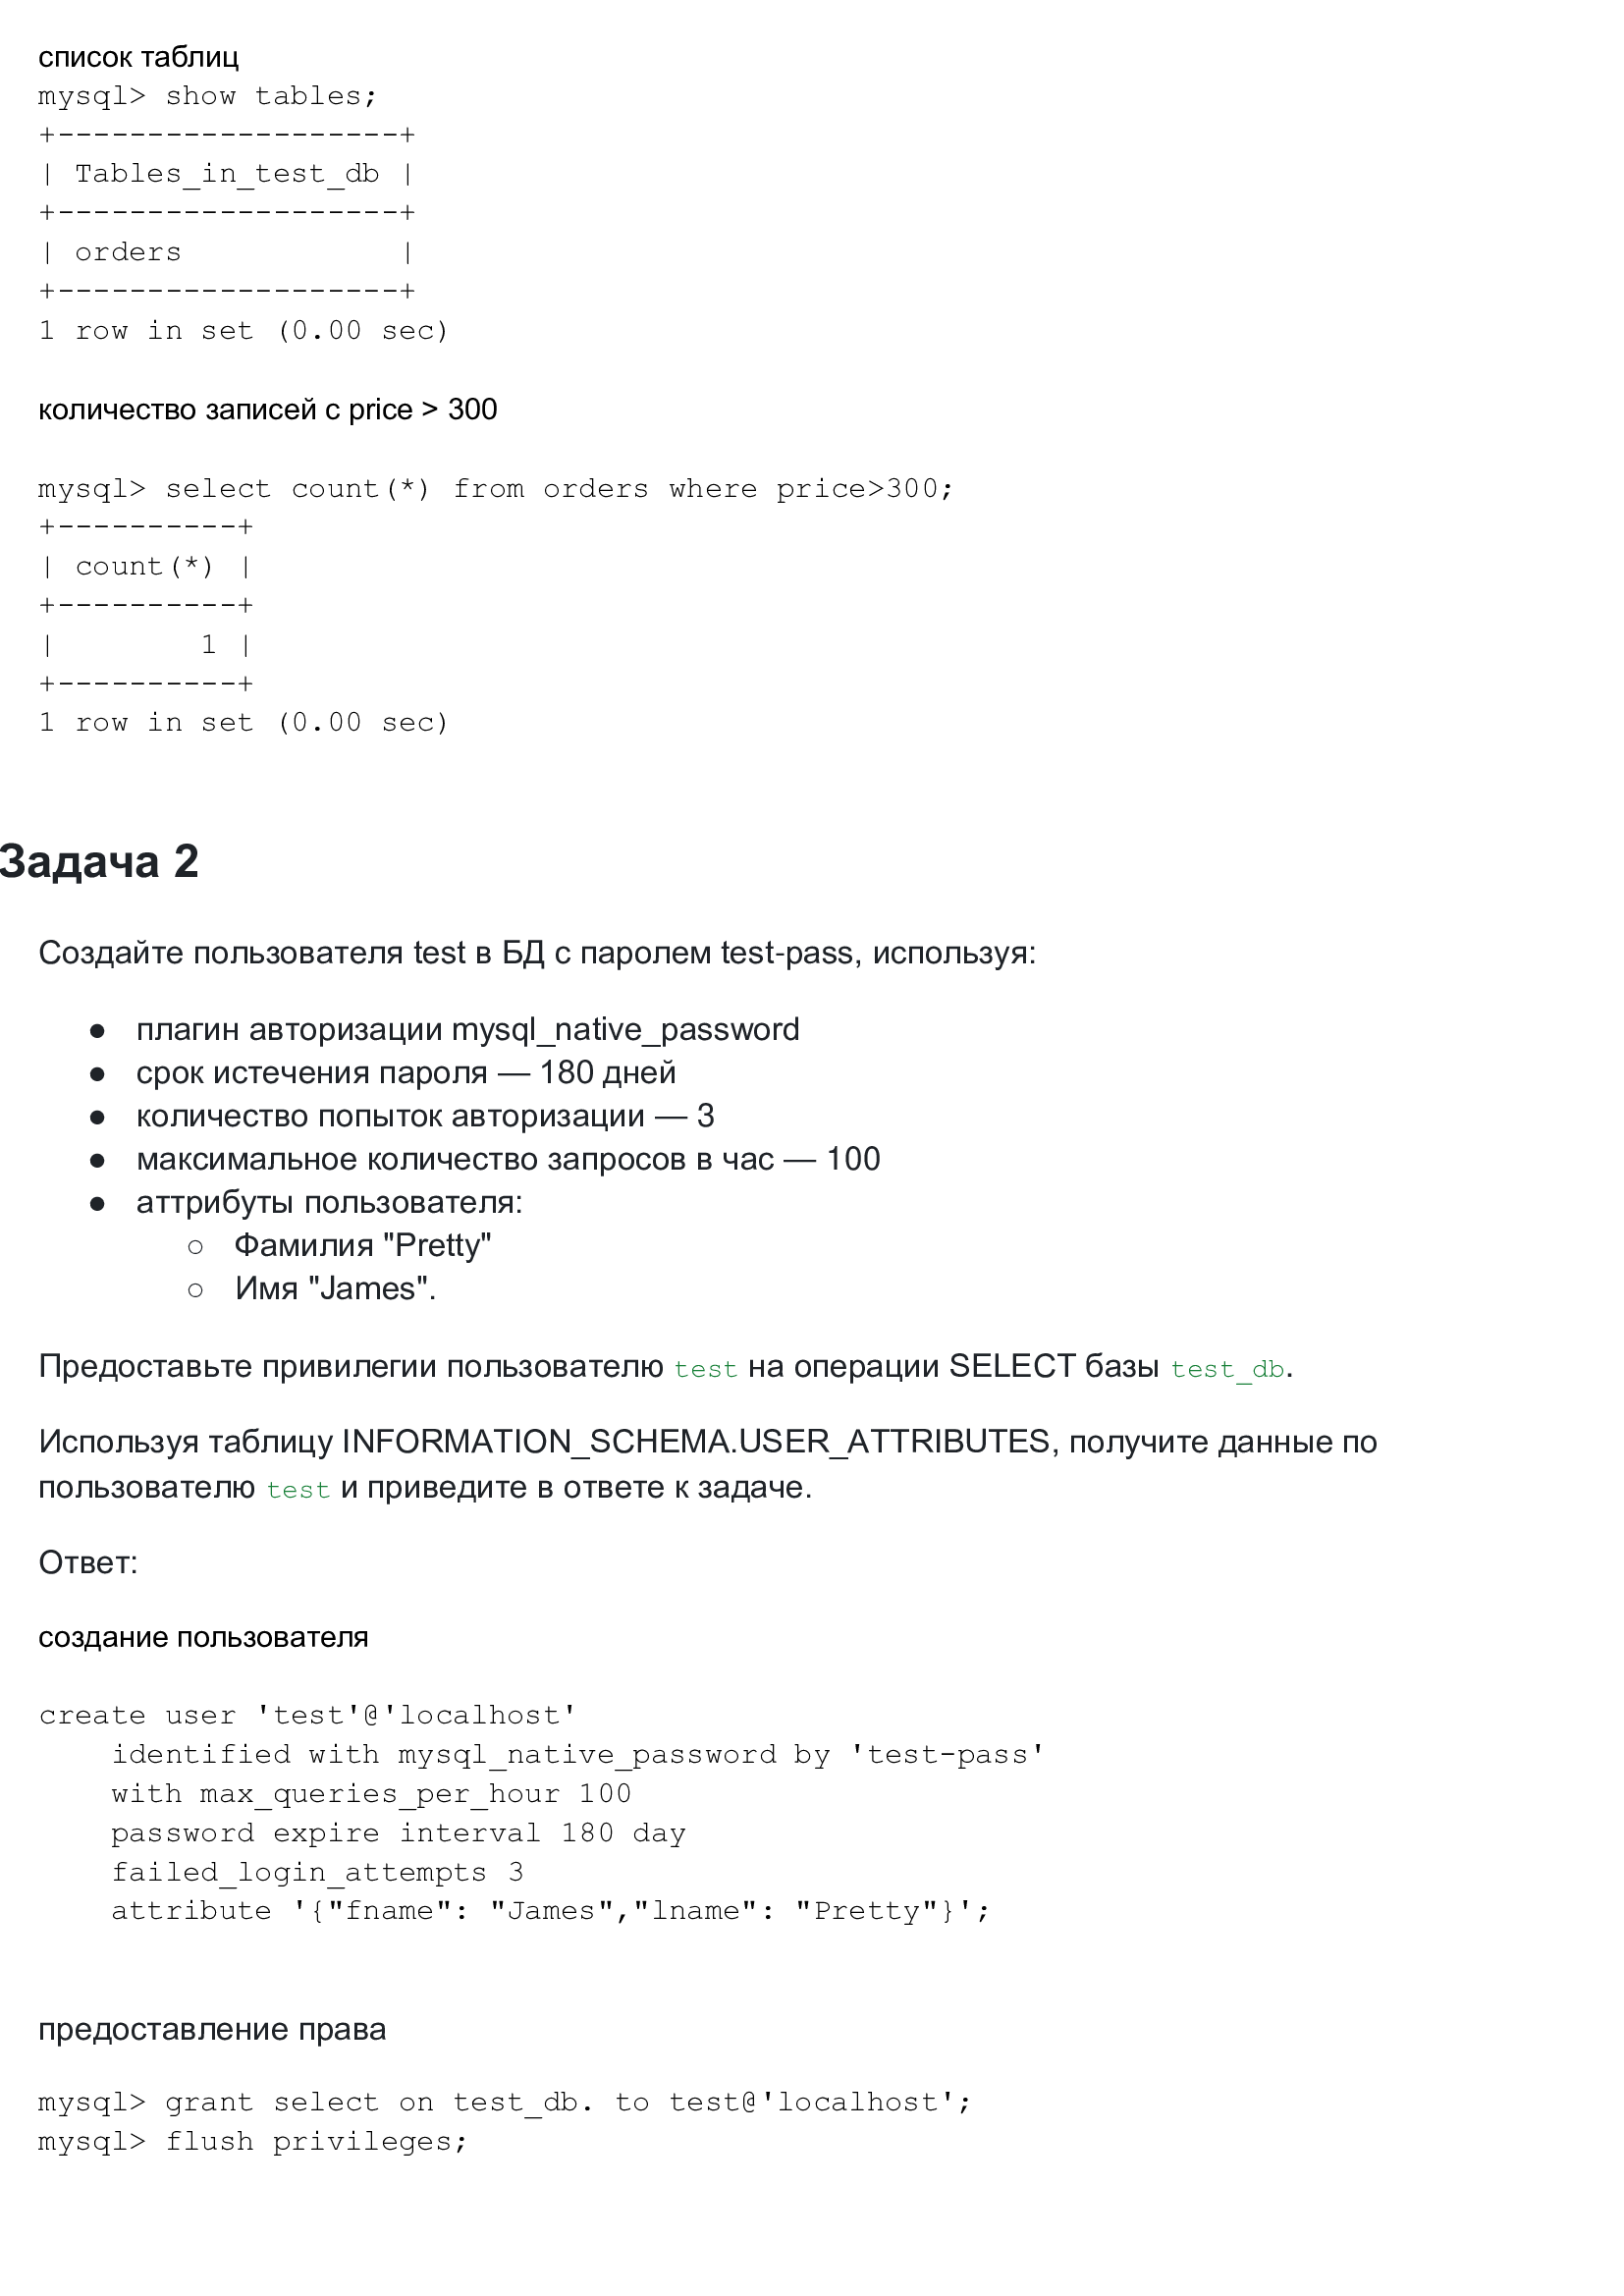 список таблиц
mysql> show tables;
+-------------------+
| Tables_in_test_db |
+-------------------+
| orders            |
+-------------------+
1 row in set (0.00 sec)
количество записей с price > 300
mysql> select count(*) from orders where price>300;
+----------+
| count(*) |
+----------+
|        1 |
+----------+
1 row in set (0.00 sec)
Задача 2
Создайте пользователя test в БД с паролем test-pass, используя:
● плагин авторизации mysql_native_password
● срок истечения пароля — 180 дней
● количество попыток авторизации — 3
● максимальное количество запросов в час — 100
● аттрибуты пользователя:
○ Фамилия "Pretty"
○ Имя "James".
Предоставьте привилегии пользователю test на операции SELECT базы test_db.
Используя таблицу INFORMATION_SCHEMA.USER_ATTRIBUTES, получите данные по
пользователю test и приведите в ответе к задаче.
Ответ:
создание пользователя
create user 'test'@'localhost'
    identified with mysql_native_password by 'test-pass'
    with max_queries_per_hour 100
    password expire interval 180 day
    failed_login_attempts 3
    attribute '{"fname": "James","lname": "Pretty"}';
предоставление права
mysql> grant select on test_db. to test@'localhost';
mysql> flush privileges;